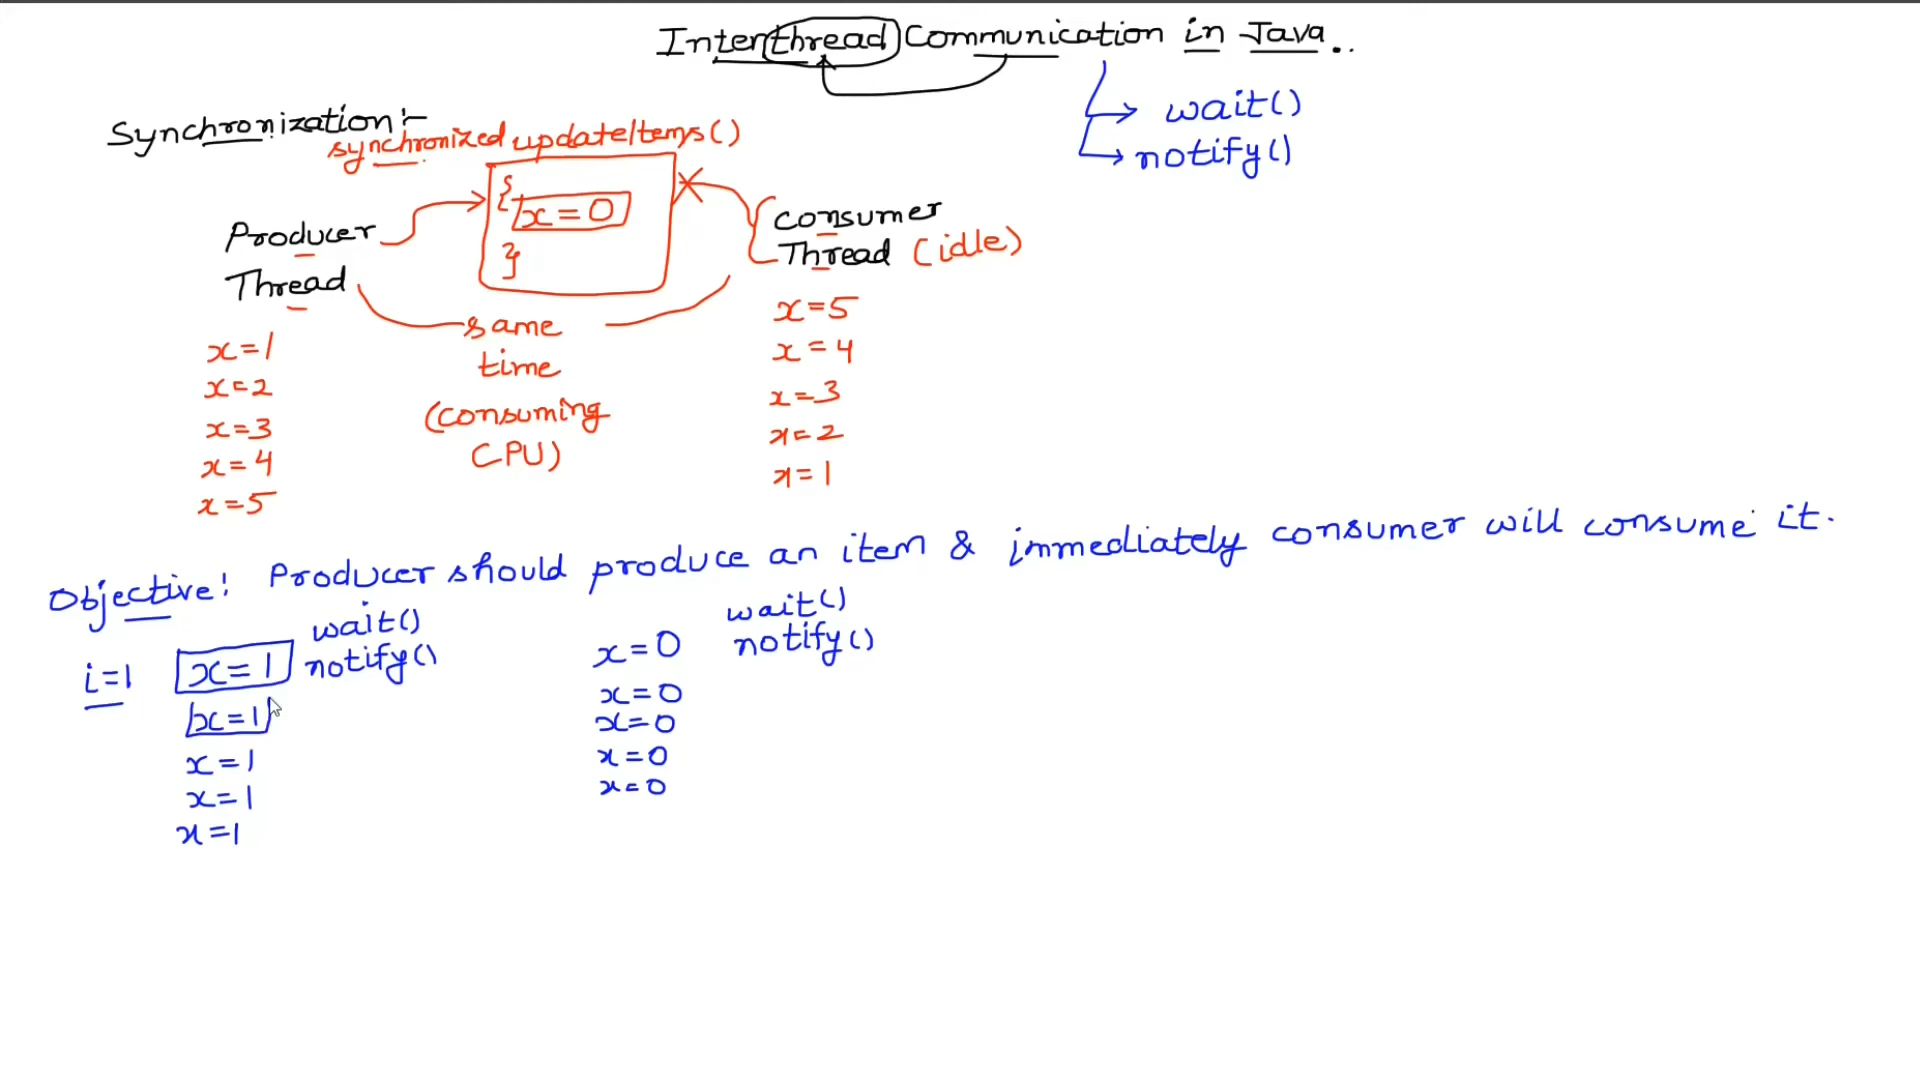 Interthread Communication in Java..
wait()
notify()
Synchronization:-
synchronized updateItems()
{
x=0
}
Producer
Thread
Consumer
Thread (idle)
same
time
(consuming
CPU)
x=1
x=2
x=3
x=4
x=5
x=5
x=4
x=3
x=2
x=1
Objective: Producer should produce an item & immediately consumer will consume it.
i=1
x=1
wait()
notify()
x=1
x=1
x=1
x=1
x=0
wait()
notify()
x=0
x=0
x=0
x=0